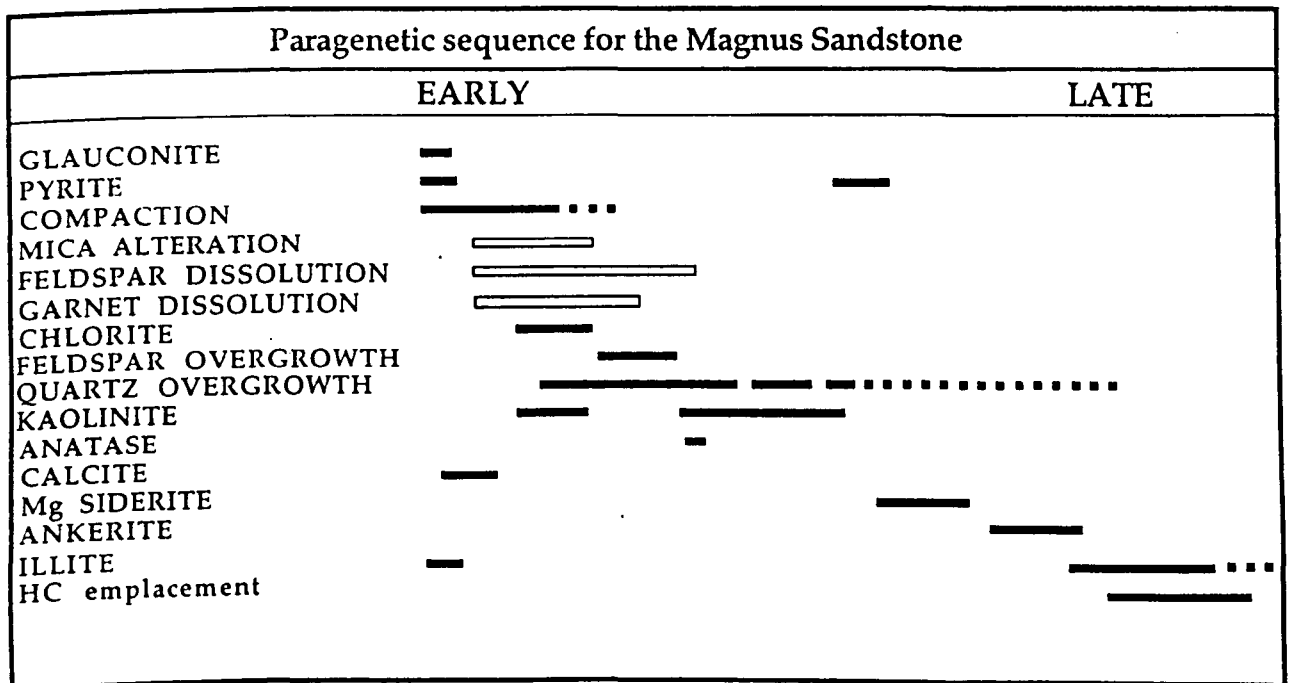 Paragenetic sequence for the Magnus Sandstone
EARLY LATE
GLAUCONITE
PYRITE
COMPACTION
MICA ALTERATION
FELDSPAR DISSOLUTION
GARNET DISSOLUTION
CHLORITE
FELDSPAR OVERGROWTH
QUARTZ OVERGROWTH
KAOLINITE
ANATASE
CALCITE
Mg SIDERITE
ANKERITE
ILLITE
HC emplacement